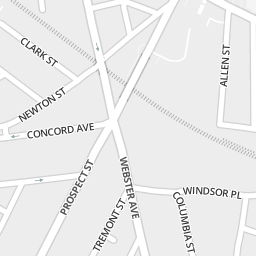 CLARK ST
ALLEN ST
NEWTON ST
CONCORD AVE
PROSPECT ST
WEBSTER AVE
WINDSOR PL
TREMONT ST
COLUMBIA ST